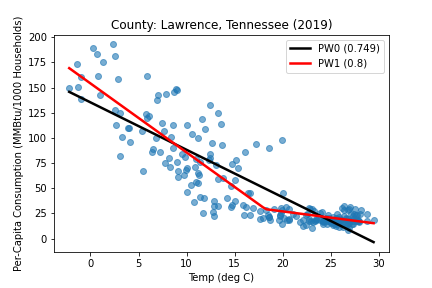 County: Lawrence, Tennessee (2019)
Per-Capita Consumption (MMBtu/1000 Households)
200
175
150
125
100
75
50
25
0
PW0 (0.749)
PW1 (0.8)
0 5 10 15 20 25 30
Temp (deg C)